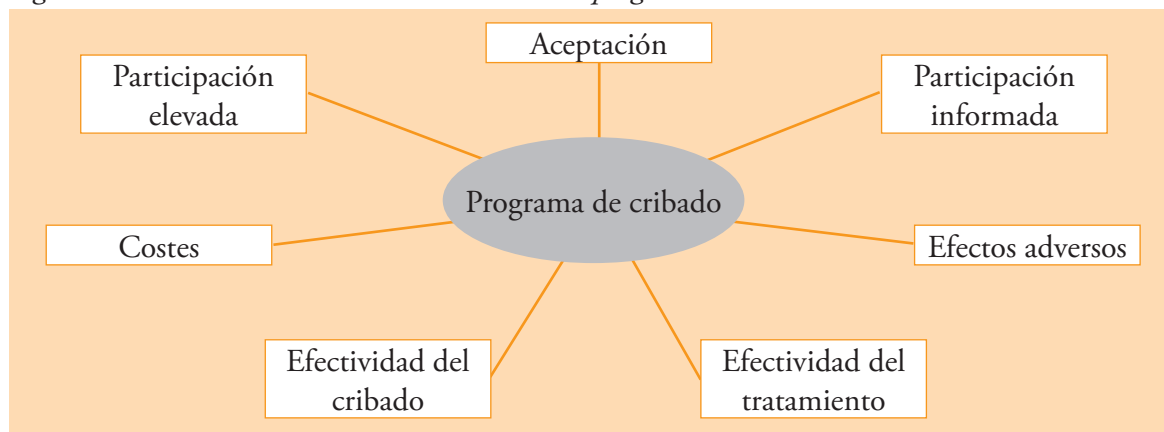 Aceptación
Participación
elevada
Participación
informada
Programa de cribado
Costes
Efectos adversos
Efectividad del
cribado
Efectividad del
tratamiento